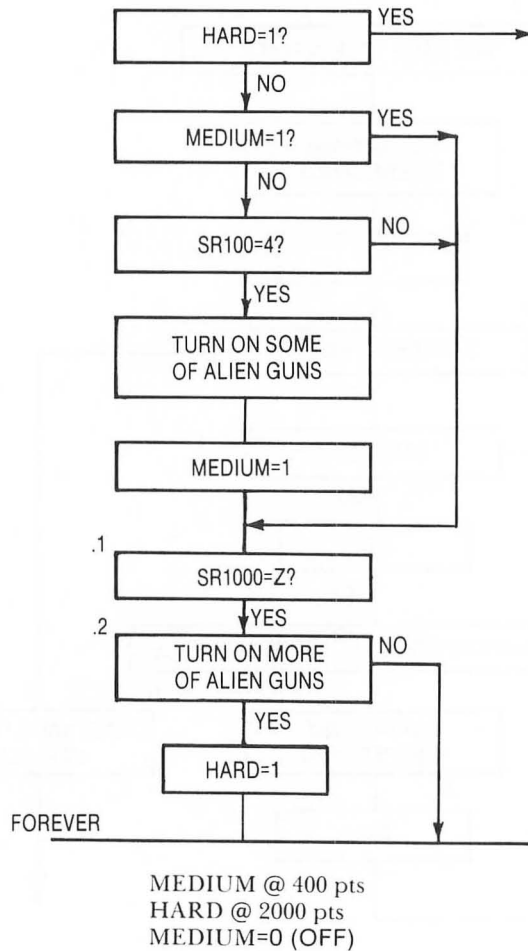 HARD=1?
YES
NO
MEDIUM=1?
YES
NO
SR100=4?
NO
YES
TURN ON SOME
OF ALIEN GUNS
MEDIUM=1
.1
SR1000=Z?
YES
.2
TURN ON MORE
OF ALIEN GUNS
NO
YES
HARD=1
FOREVER
MEDIUM @ 400 pts
HARD @ 2000 pts
MEDIUM=0 (OFF)